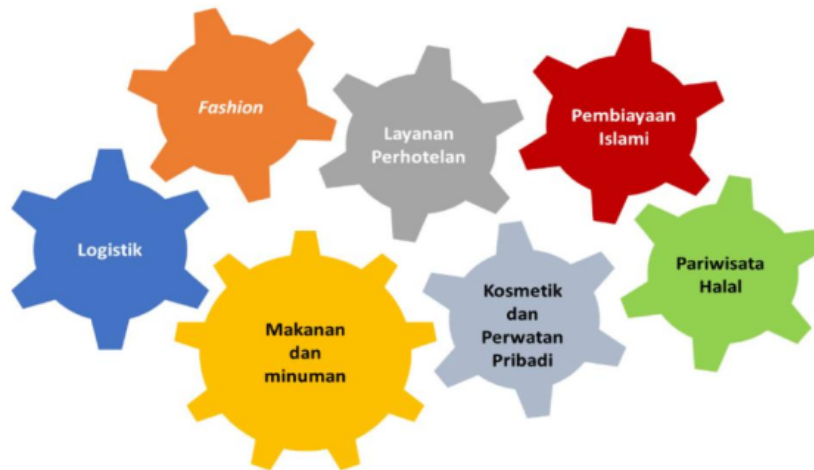 Fashion
Layanan
Perhotelan
Pembiayaan
Islami
Logistik
Makanan
dan
minuman
Kosmetik
dan
Perwatan
Pribadi
Pariwisata
Halal